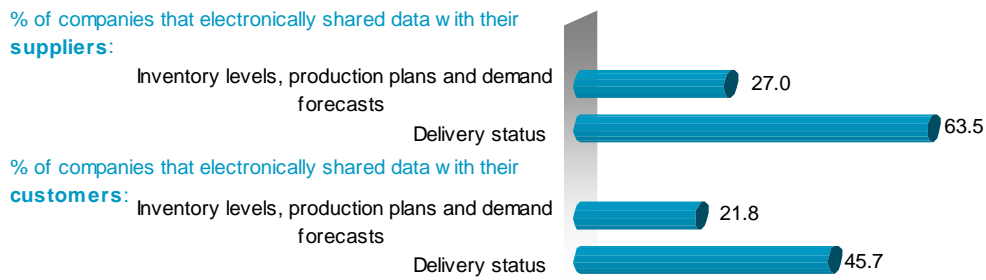 % of companies that electronically shared data with their
suppliers:
Inventory levels, production plans and demand
forecasts
27.0
Delivery status
63.5
% of companies that electronically shared data with their
customers:
Inventory levels, production plans and demand
forecasts
21.8
Delivery status
45.7